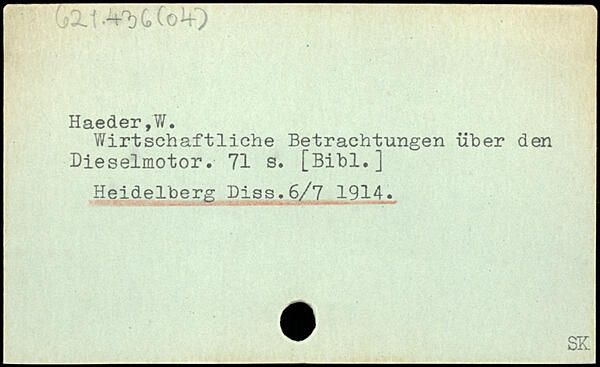 621.436(04)
Haeder,W.
Wirtschaftliche Betrachtungen über den
Dieselmotor. 71 s. [Bibl.]
Heidelberg Diss.6/7 1914.
SK